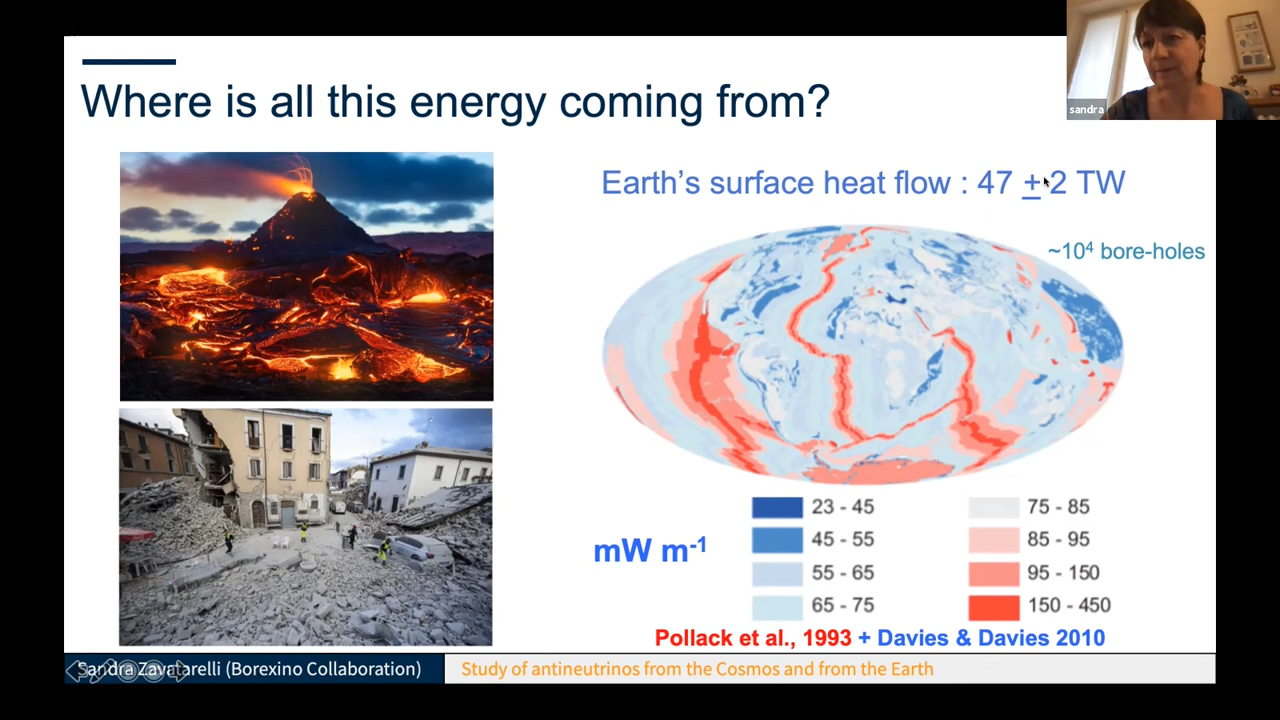 sandra
Where is all this energy coming from?
Earth's surface heat flow : 47 ± 2 TW
~10⁴ bore-holes
23 - 45
75 - 85
45 - 55
85 - 95
mW m⁻¹
55 - 65
95 - 150
65 - 75
150 - 450
Pollack et al., 1993 + Davies & Davies 2010
Sandra Zavatarelli (Borexino Collaboration)
Study of antineutrinos from the Cosmos and from the Earth